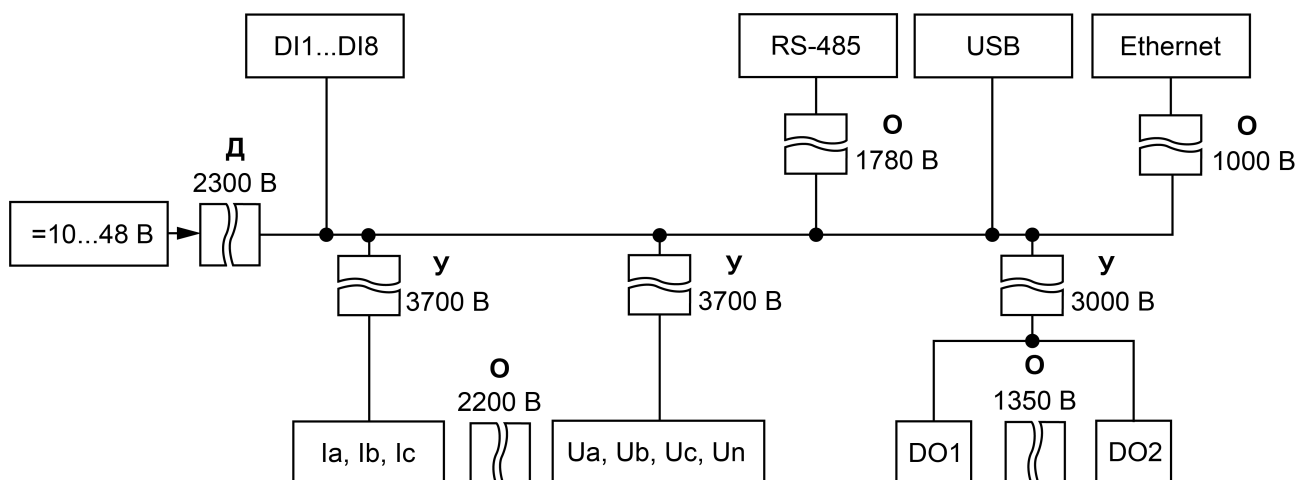 DI1...DI8
RS-485
USB
Ethernet
Д
2300 В
О
1780 В
О
1000 В
=10...48 В
У
3700 В
У
3700 В
У
3000 В
О
2200 В
О
1350 В
Ia, Ib, Ic
Ua, Ub, Uc, Un
DO1
DO2